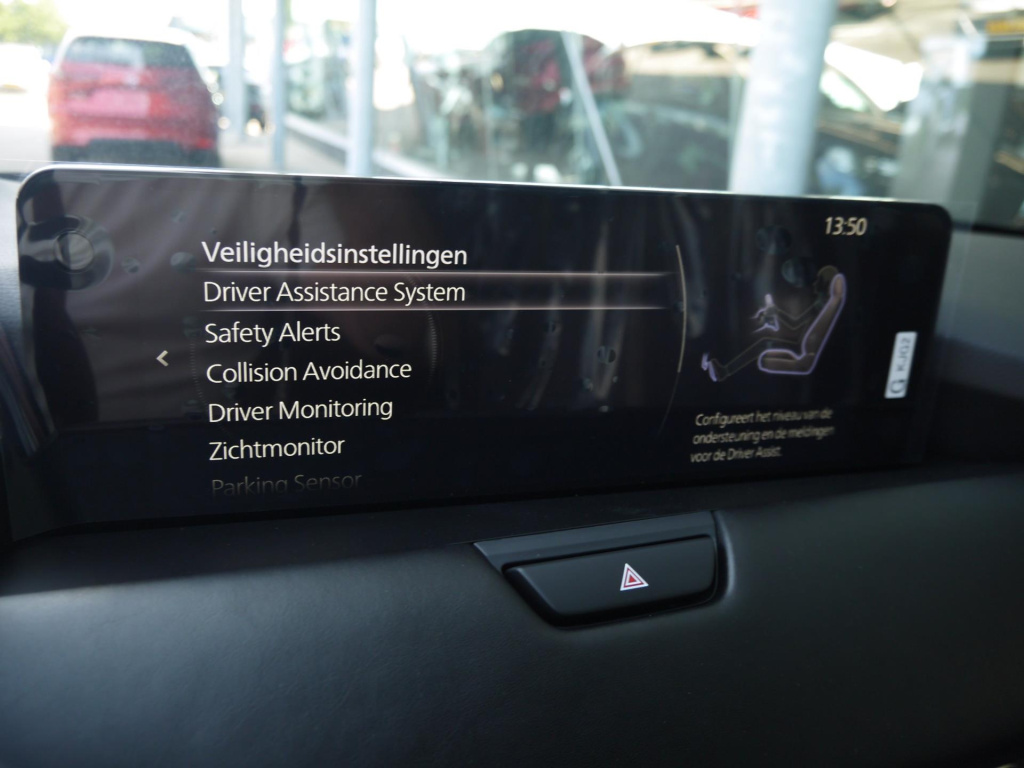 13:50
Veiligheidsinstellingen
Driver Assistance System
Safety Alerts
Collision Avoidance
Driver Monitoring
Zichtmonitor
Parking Sensor
Configureert het niveau van de
ondersteuning en de meldingen
voor de Driver Assist.